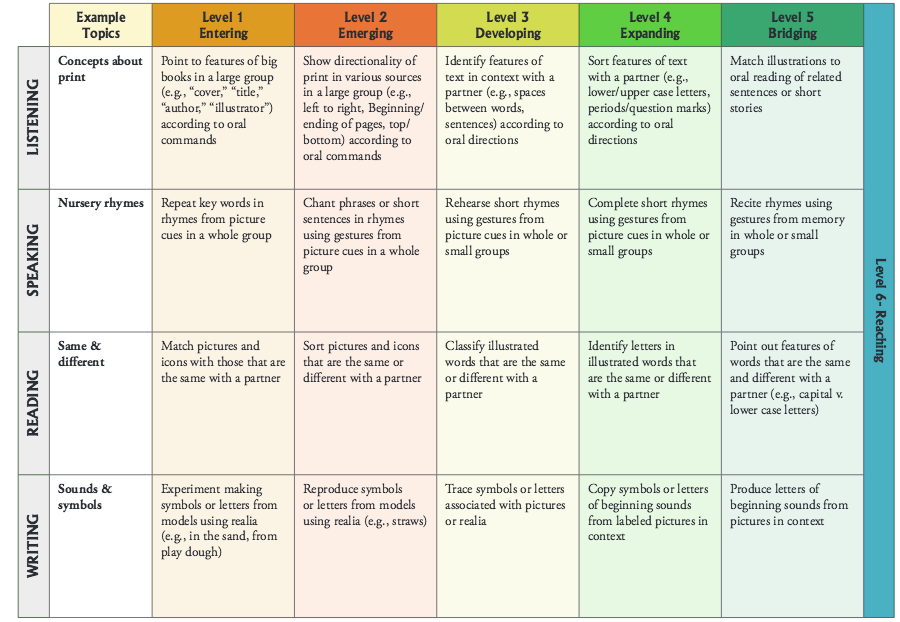 Example
Topics
Level 1
Entering
Level 2
Emerging
Level 3
Developing
Level 4
Expanding
Level 5
Bridging
Level 6- Reaching
LISTENING
Concepts about
print
Point to features of big
books in a large group
(e.g., “cover,” “title,”
“author,” “illustrator”)
according to oral
commands
Show directionality of
print in various sources
in a large group (e.g.,
left to right, Beginning/
ending of pages, top/
bottom) according to
oral commands
Identify features of
text in context with a
partner (e.g., spaces
between words,
sentences) according to
oral directions
Sort features of text
with a partner (e.g.,
lower/upper case letters,
periods/question marks)
according to oral
directions
Match illustrations to
oral reading of related
sentences or short
stories
SPEAKING
Nursery rhymes
Repeat key words in
rhymes from picture
cues in a whole group
Chant phrases or short
sentences in rhymes
using gestures from
picture cues in a whole
group
Rehearse short rhymes
using gestures from
picture cues in whole or
small groups
Complete short rhymes
using gestures from
picture cues in whole or
small groups
Recite rhymes using
gestures from memory
in whole or small
groups
READING
Same &
different
Match pictures and
icons with those that are
the same with a partner
Sort pictures and icons
that are the same or
different with a partner
Classify illustrated
words that are the same
or different with a
partner
Identify letters in
illustrated words that
are the same or different
with a partner
Point out features of
words that are the same
and different with a
partner (e.g., capital v.
lower case letters)
WRITING
Sounds &
symbols
Experiment making
symbols or letters from
models using realia
(e.g., in the sand, from
play dough)
Reproduce symbols
or letters from models
using realia (e.g., straws)
Trace symbols or letters
associated with pictures
or realia
Copy symbols or letters
of beginning sounds
from labeled pictures in
context
Produce letters of
beginning sounds from
pictures in context